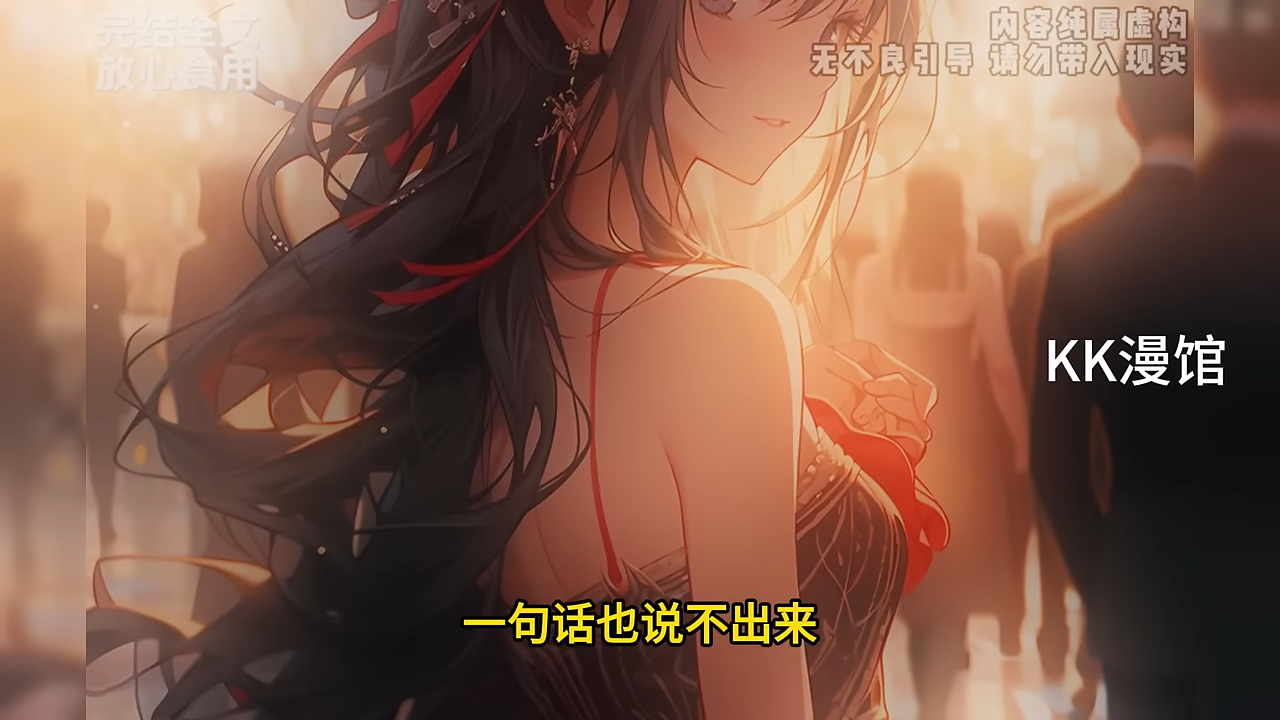 完结全文
放心食用
内容纯属虚构
无不良引导 请勿带入现实
KK漫馆
一句话也说不出来